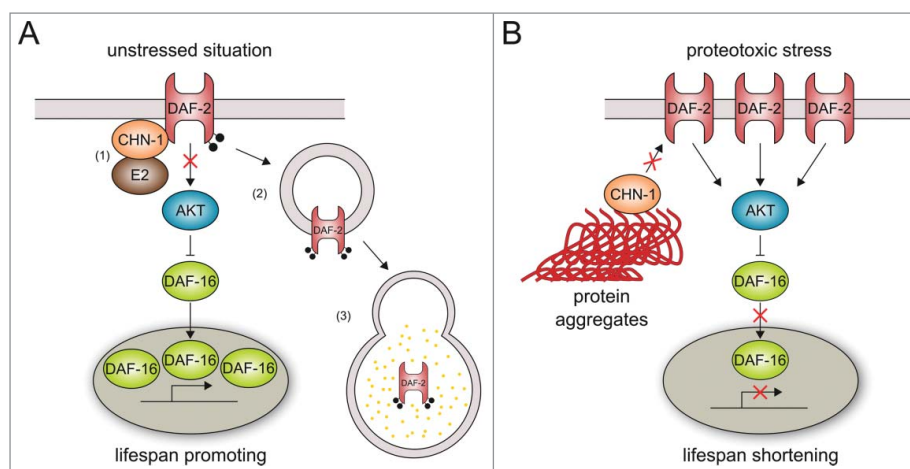 A
unstressed situation
DAF-2
CHN-1
(1)
E2
AKT
DAF-16
DAF-16
DAF-16
DAF-16
lifespan promoting
(2)
DAF-2
(3)
DAF-2
B
proteotoxic stress
DAF-2
DAF-2
DAF-2
CHN-1
AKT
protein
aggregates
DAF-16
DAF-16
lifespan shortening